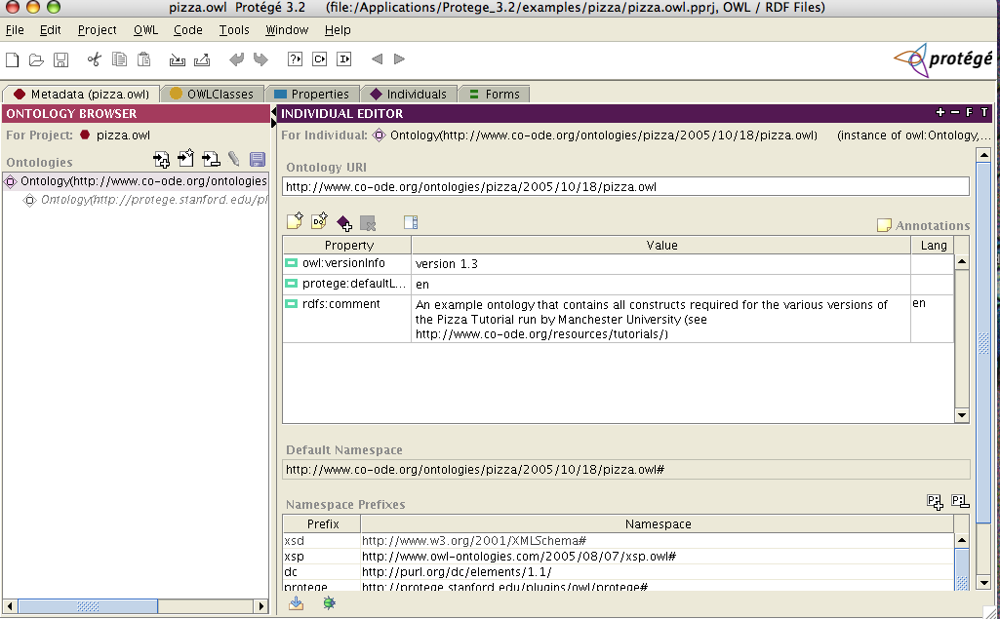 pizza.owl Protégé 3.2 (file:/Applications/Protege_3.2/examples/pizza/pizza.owl.pprj, OWL / RDF Files)
File Edit Project OWL Code Tools Window Help
protégé
Metadata (pizza.owl) OWLClasses Properties Individuals Forms
ONTOLOGY BROWSER
For Project: pizza.owl
Ontologies
Ontology(http://www.co-ode.org/ontologies
Ontology(http://protege.stanford.edu/pl
INDIVIDUAL EDITOR + − F T
For Individual: Ontology(http://www.co-ode.org/ontologies/pizza/2005/10/18/pizza.owl) (instance of owl:Ontology,...
Ontology URI
http://www.co-ode.org/ontologies/pizza/2005/10/18/pizza.owl
Annotations
Property Value Lang
owl:versionInfo version 1.3
protege:defaultL... en
rdfs:comment An example ontology that contains all constructs required for the various versions of en
the Pizza Tutorial run by Manchester University (see
http://www.co-ode.org/resources/tutorials/)
Default Namespace
http://www.co-ode.org/ontologies/pizza/2005/10/18/pizza.owl#
Namespace Prefixes
Prefix Namespace
xsd http://www.w3.org/2001/XMLSchema#
xsp http://www.owl-ontologies.com/2005/08/07/xsp.owl#
dc http://purl.org/dc/elements/1.1/
protege http://protege.stanford.edu/plugins/owl/protege#